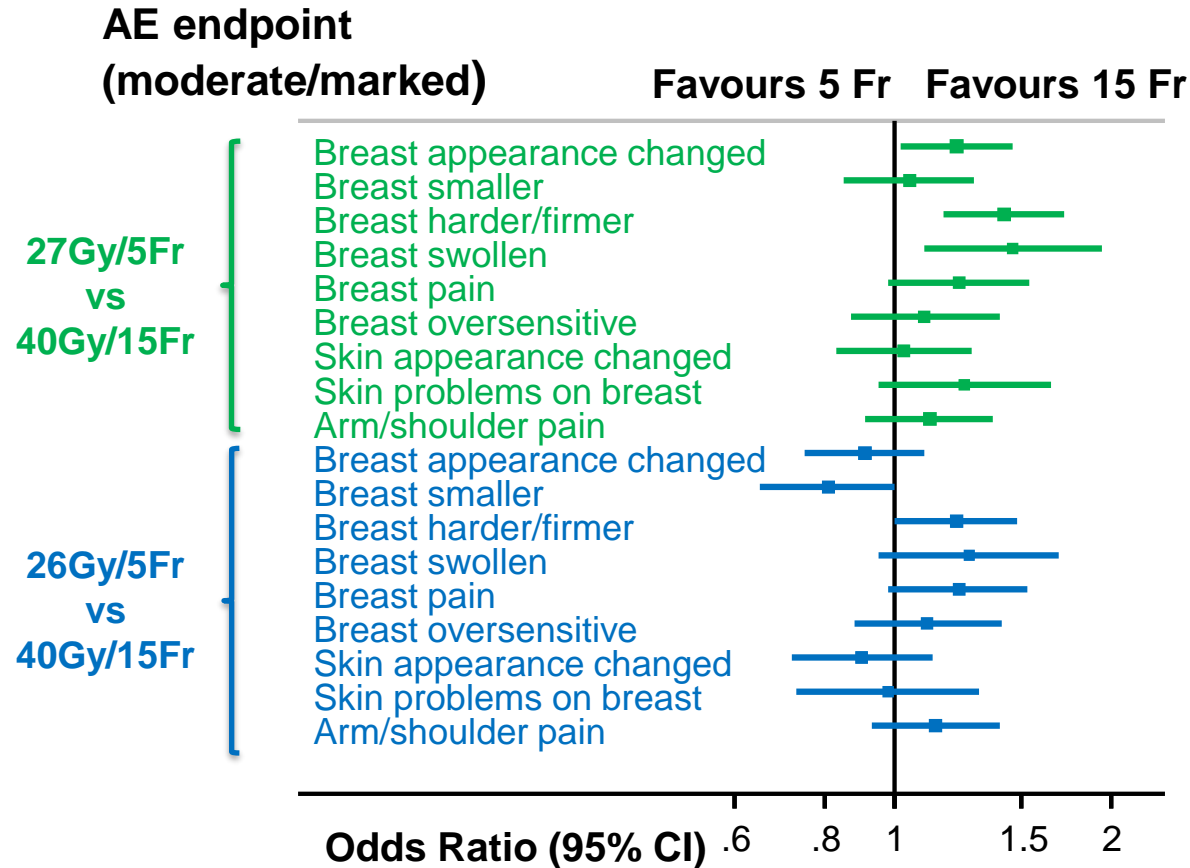 AE endpoint
(moderate/marked)
Favours 5 Fr Favours 15 Fr
27Gy/5Fr
vs
40Gy/15Fr
Breast appearance changed
Breast smaller
Breast harder/firmer
Breast swollen
Breast pain
Breast oversensitive
Skin appearance changed
Skin problems on breast
Arm/shoulder pain
26Gy/5Fr
vs
40Gy/15Fr
Breast appearance changed
Breast smaller
Breast harder/firmer
Breast swollen
Breast pain
Breast oversensitive
Skin appearance changed
Skin problems on breast
Arm/shoulder pain
Odds Ratio (95% CI) .6 .8 1 1.5 2